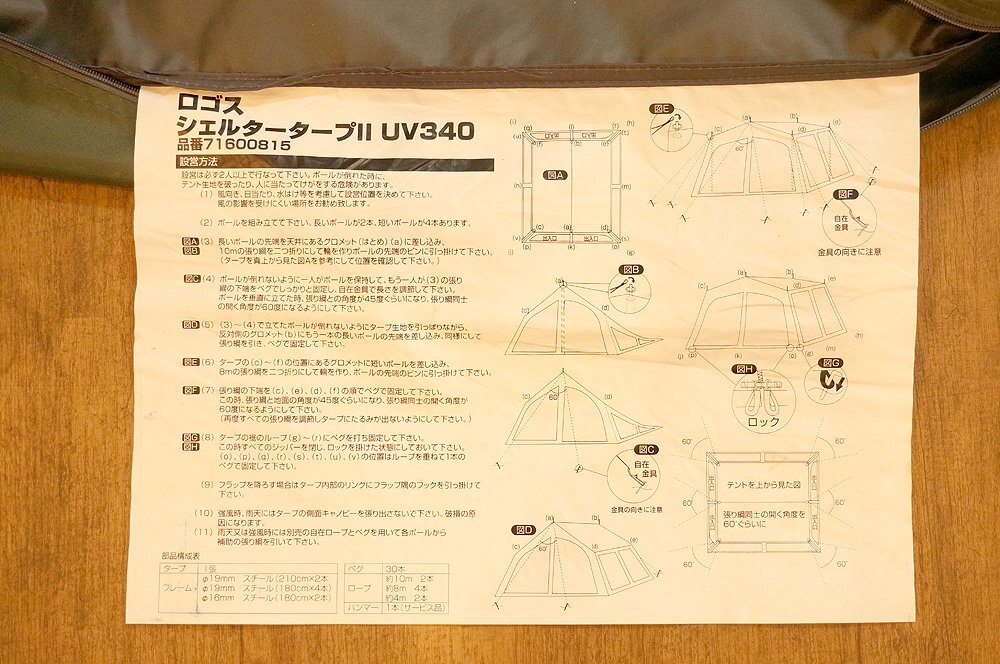 ロゴス
シェルタータープII UV340
品番71600815
設営方法
設営は必ず2人以上で行なって下さい。ポールが倒れた時に、
テント生地を破ったり、人に当たってけがをする危険があります。
(1) 風向き、日当たり、水はけ等を考慮して設営位置を決めて下さい。
風の影響を受けにくい場所をお勧め致します。
(2) ポールを組み立てて下さい。長いポールが2本、短いポールが4本あります。
図A (3) 長いポールの先端を天井にあるグロメット(はとめ)(a)に差し込み、
図B 10mの張り綱を二つ折りにして輪を作りポールの先端のピンに引っ掛けて下さい。
(タープを真上から見た図Aを参考にして位置を確認して下さい。)
図C (4) ポールが倒れないように一人がポールを保持して、もう一人が(3)の張り
綱の下端をペグでしっかりと固定し、自在金具で長さを調節して下さい。
ポールを垂直に立てた時、張り綱との角度が45度ぐらいになり、張り綱同士
の開く角度が60度になるようにして下さい。
図D (5) (3)～(4)で立てたポールが倒れないようにタープ生地を引っぱりながら、
反対側のグロメット(b)にもう一本の長いポールの先端を差し込み、同様にして
張り綱を引き、ペグで固定して下さい。
図E (6) タープの(c)～(f)の位置にあるグロメットに短いポールを差し込み、
8mの張り綱を二つ折りにして輪を作り、ポールの先端のピンに引っ掛けて下さい。
図F (7) 張り綱の下端を(c)、(e)、(d)、(f)の順でペグで固定して下さい。
この時、張り綱と地面の角度が45度ぐらいになり、張り綱同士の開く角度が
60度になるようにして下さい。
(再度すべての張り綱を調節しタープにたるみが出ないようにして下さい。)
図G (8) タープの裾のループ(g)～(r)にペグを打ち固定して下さい。
図H この時すべてのジッパーを閉じ、ロックを掛けた状態にしておいて下さい。
(o)、(p)、(q)、(r)、(s)、(t)、(u)、(v)の位置はループを重ねて1本の
ペグで固定して下さい。
(9) フラップを降ろす場合はタープ内部のリンクにフラップ隅のフックを引っ掛けて
下さい。
(10) 強風時、雨天にはタープの側面キャノピーを張り出さないで下さい。破損の原
因になります。
(11) 雨天又は強風時には別売の自在ロープとペグを用いて各ポールから
補助の張り綱を引いて下さい。
部品構成表
タープ 1張
フレーム φ19mm スチール(210cm×2本)
φ19mm スチール(180cm×4本)
φ16mm スチール(180cm×2本)
ペグ 30本
ロープ 約10m 2本
約8m 4本
約4m 2本
ハンマー 1本(サービス品)
図A
出入口 出入口
図E
60°
図F
自在
金具
金具の向きに注意
図B
図H
ロック
図G
60°
図C
自在
金具
金具の向きに注意
図D
60°
テントを上から見た図
張り綱同士の開く角度を
60°ぐらいに
60° 60°
60° 60°
60° 60°